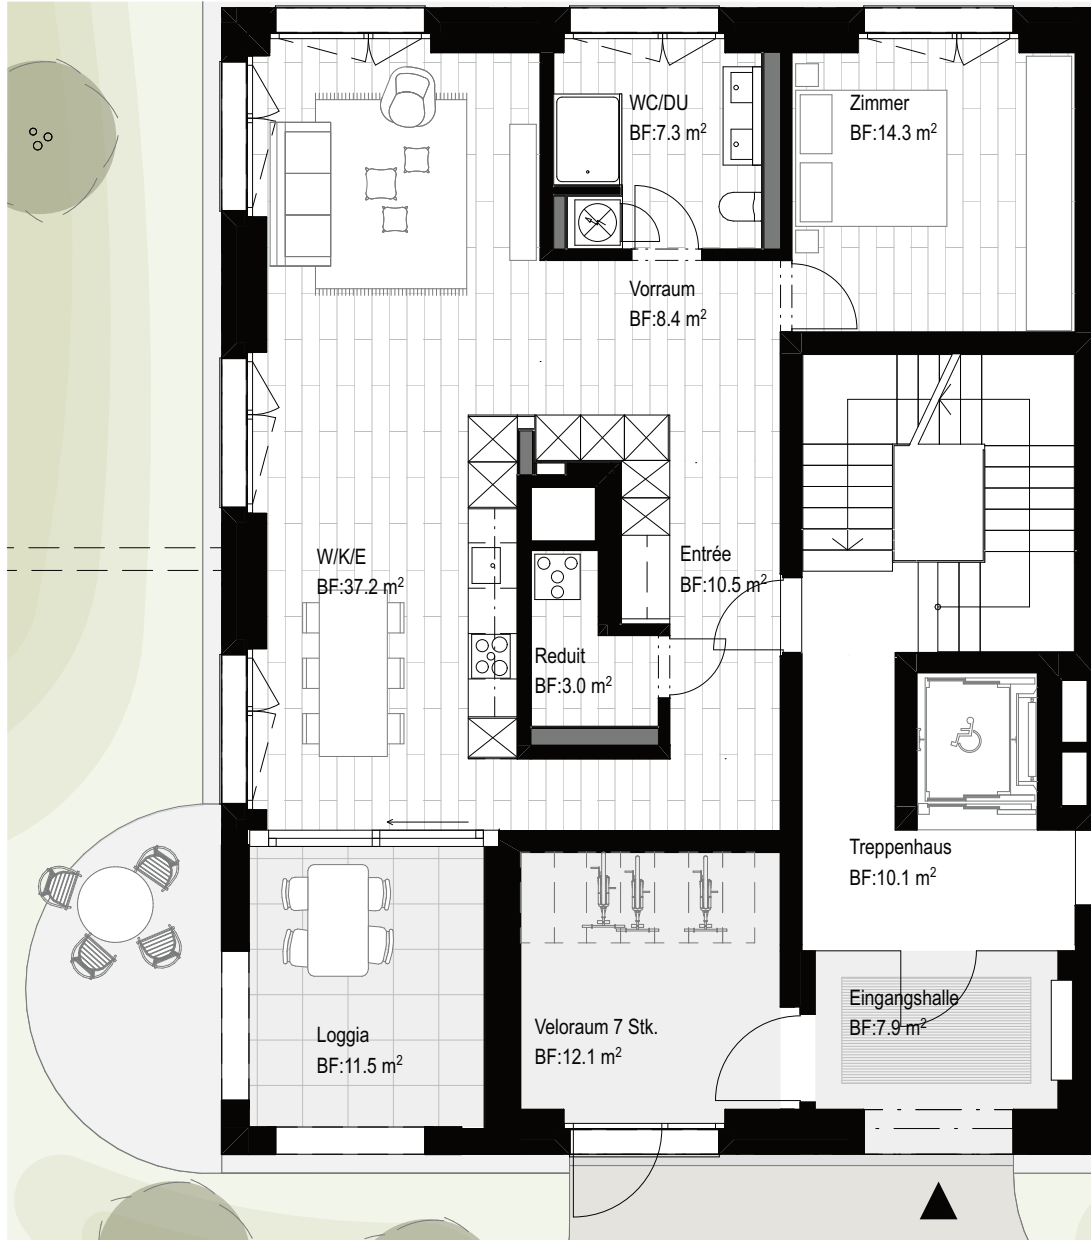 WC/DU
BF:7.3 m²
Zimmer
BF:14.3 m²
Vorraum
BF:8.4 m²
W/K/E
BF:37.2 m²
Entrée
BF:10.5 m²
Reduit
BF:3.0 m²
Treppenhaus
BF:10.1 m²
Eingangshalle
BF:7.9 m²
Loggia
BF:11.5 m²
Veloraum 7 Stk.
BF:12.1 m²